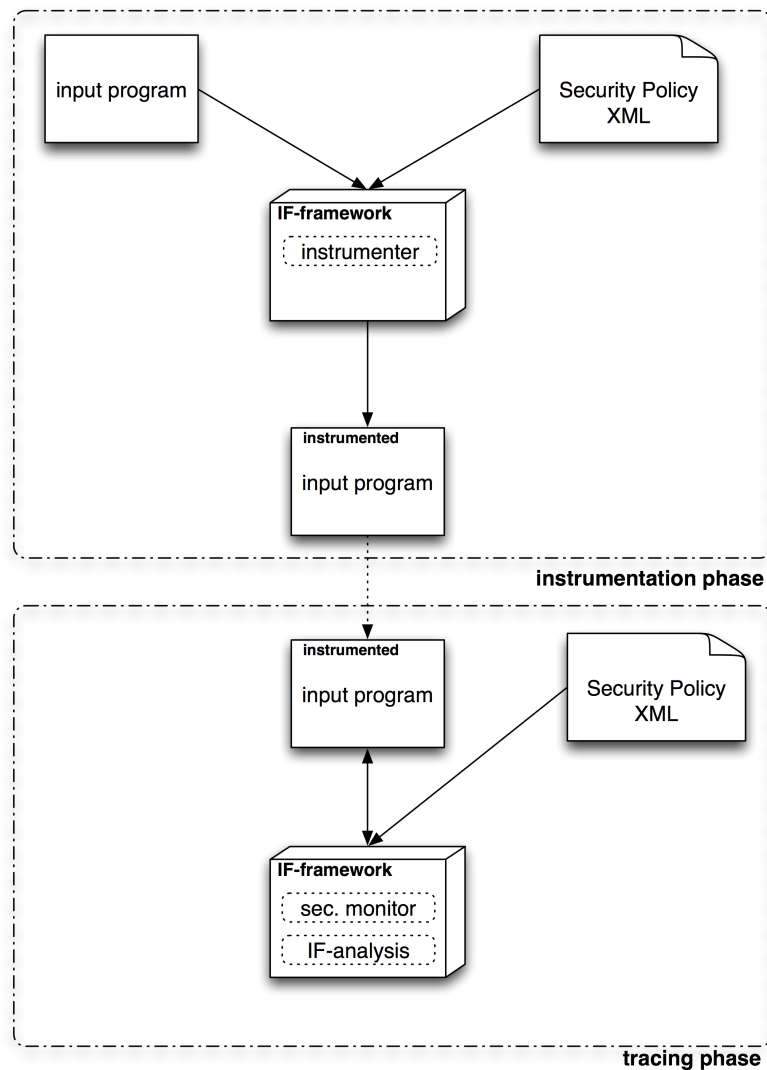 input program
Security Policy
XML
IF-framework
instrumenter
instrumented
input program
instrumentation phase
instrumented
input program
Security Policy
XML
IF-framework
sec. monitor
IF-analysis
tracing phase